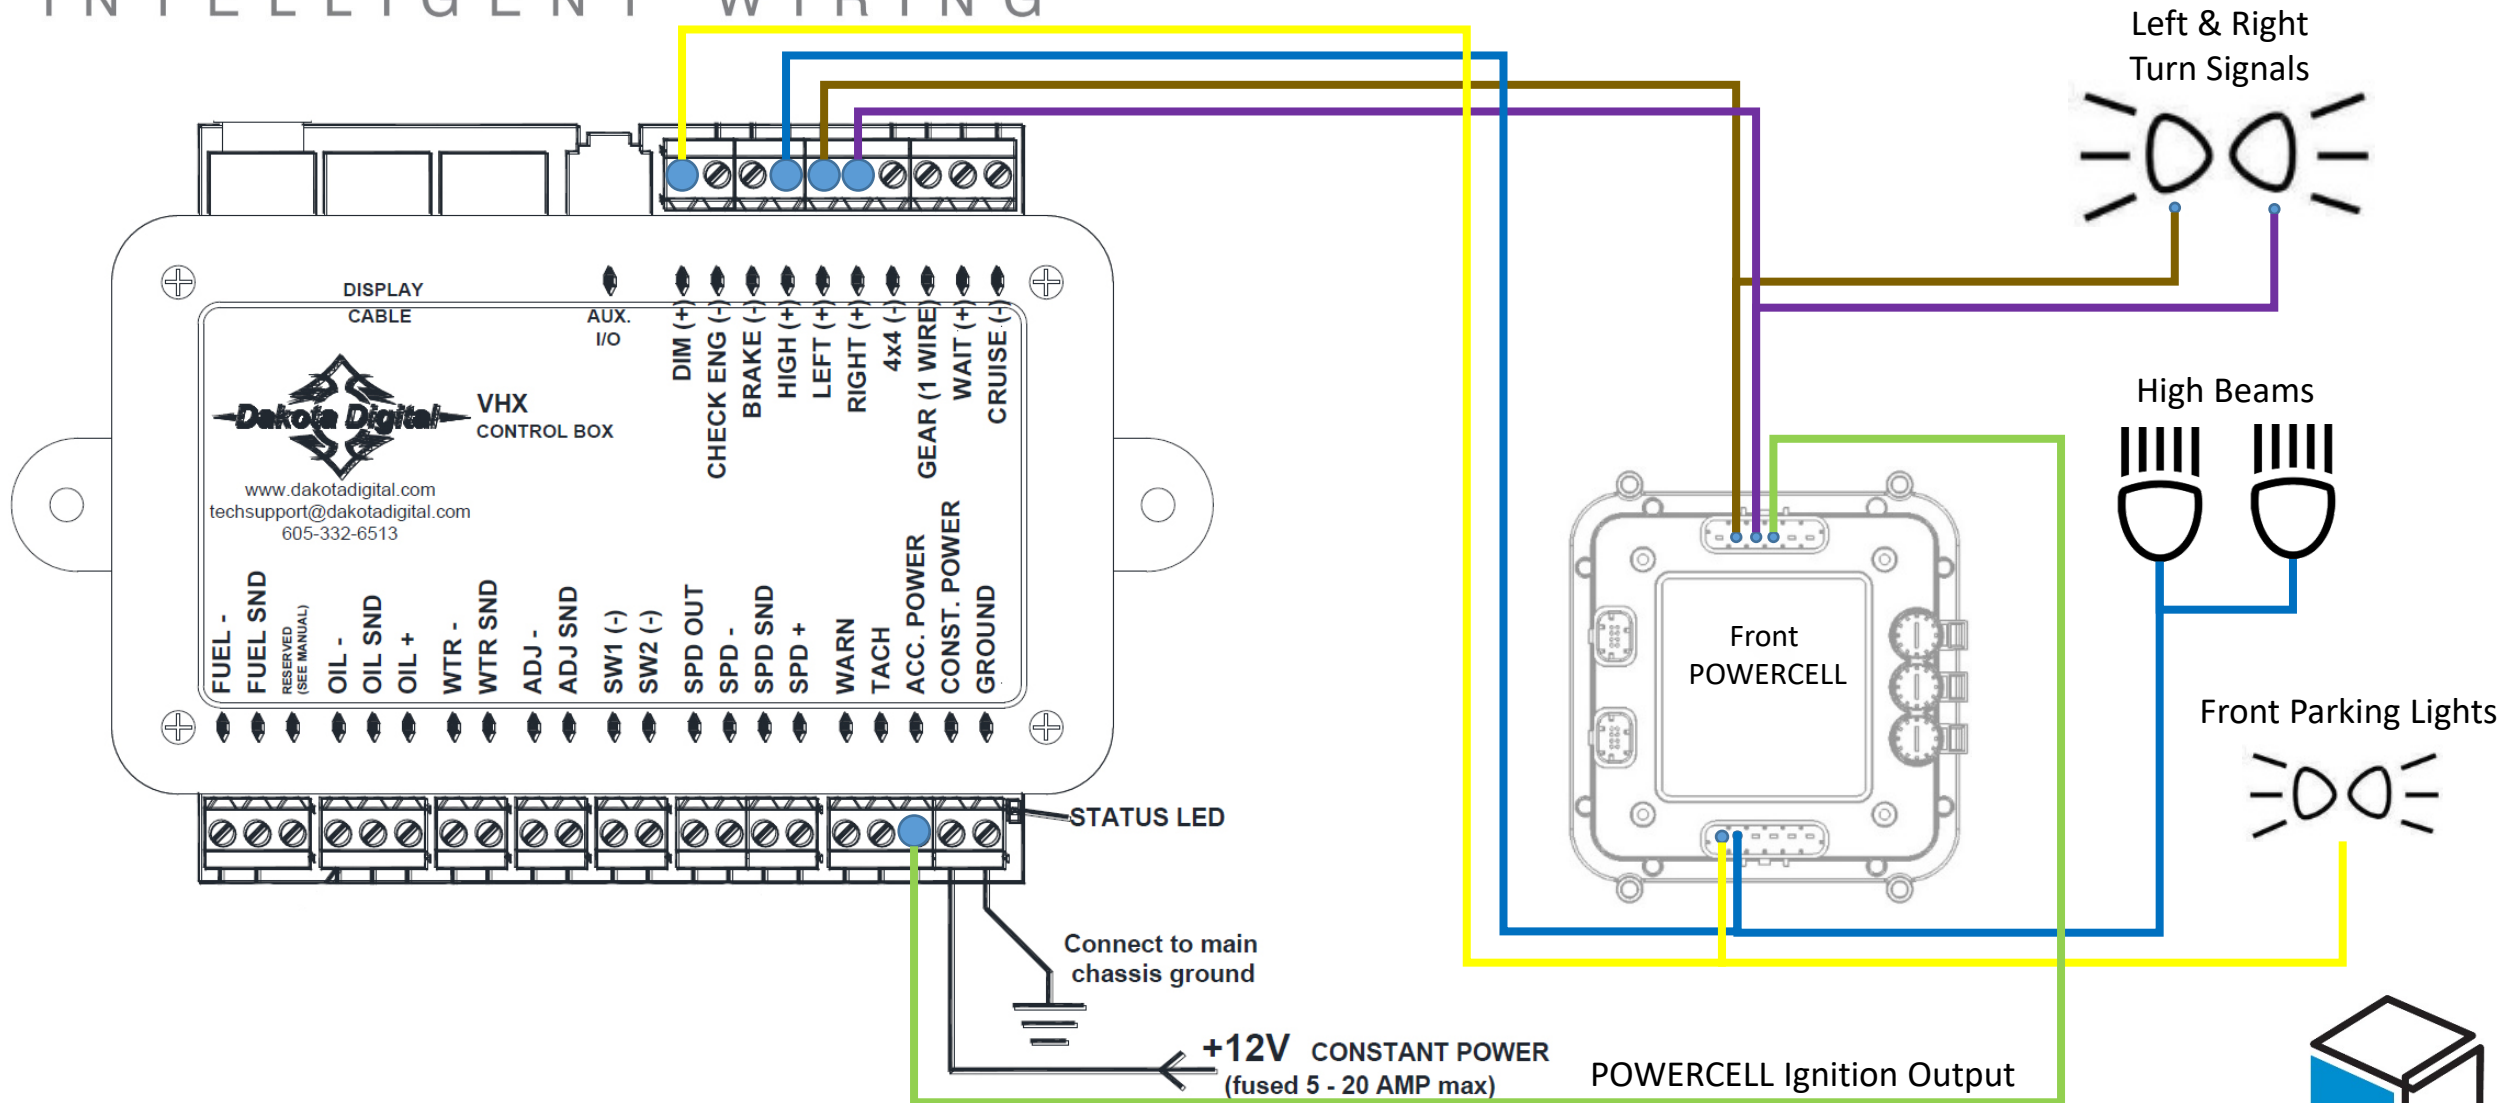 INTELLIGENT WIRING
Left & Right
Turn Signals
DISPLAY
CABLE
AUX.
I/O
DIM (+)
CHECK ENG (-)
BRAKE (-)
HIGH (+)
LEFT (+)
RIGHT (+)
4x4 (-)
GEAR (1 WIRE)
WAIT (+)
CRUISE (-)
Dakota Digital
VHX
CONTROL BOX
www.dakotadigital.com
techsupport@dakotadigital.com
605-332-6513
High Beams
FUEL -
FUEL SND
RESERVED
(SEE MANUAL)
OIL -
OIL SND
OIL +
WTR -
WTR SND
ADJ -
ADJ SND
SW1 (-)
SW2 (-)
SPD OUT
SPD -
SPD SND
SPD +
WARN
TACH
ACC. POWER
CONST. POWER
GROUND
Front
POWERCELL
Front Parking Lights
STATUS LED
Connect to main
chassis ground
+12V CONSTANT POWER
(fused 5 - 20 AMP max)
POWERCELL Ignition Output